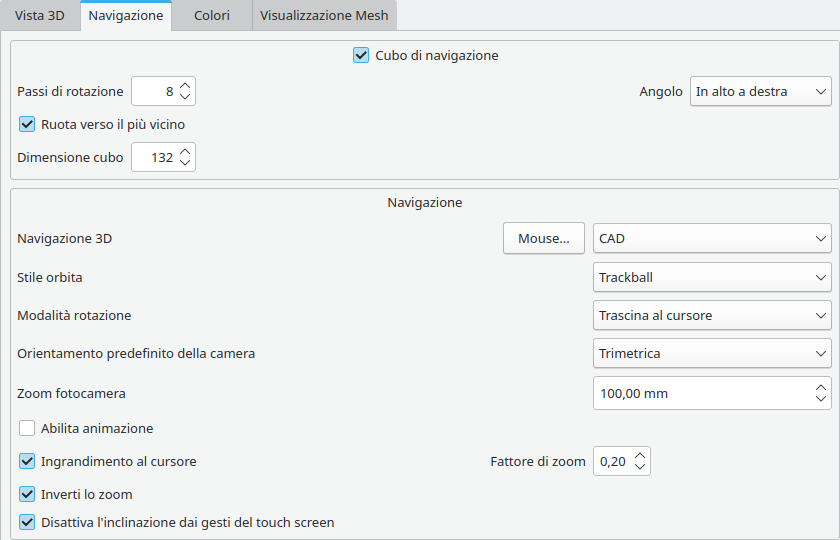 Vista 3D Navigazione Colori Visualizzazione Mesh
Cubo di navigazione
Passi di rotazione 8 Angolo In alto a destra
Ruota verso il più vicino
Dimensione cubo 132
Navigazione
Navigazione 3D Mouse... CAD
Stile orbita Trackball
Modalità rotazione Trascina al cursore
Orientamento predefinito della camera Trimetrica
Zoom fotocamera 100,00 mm
Abilita animazione
Ingrandimento al cursore Fattore di zoom 0,20
Inverti lo zoom
Disattiva l'inclinazione dai gesti del touch screen